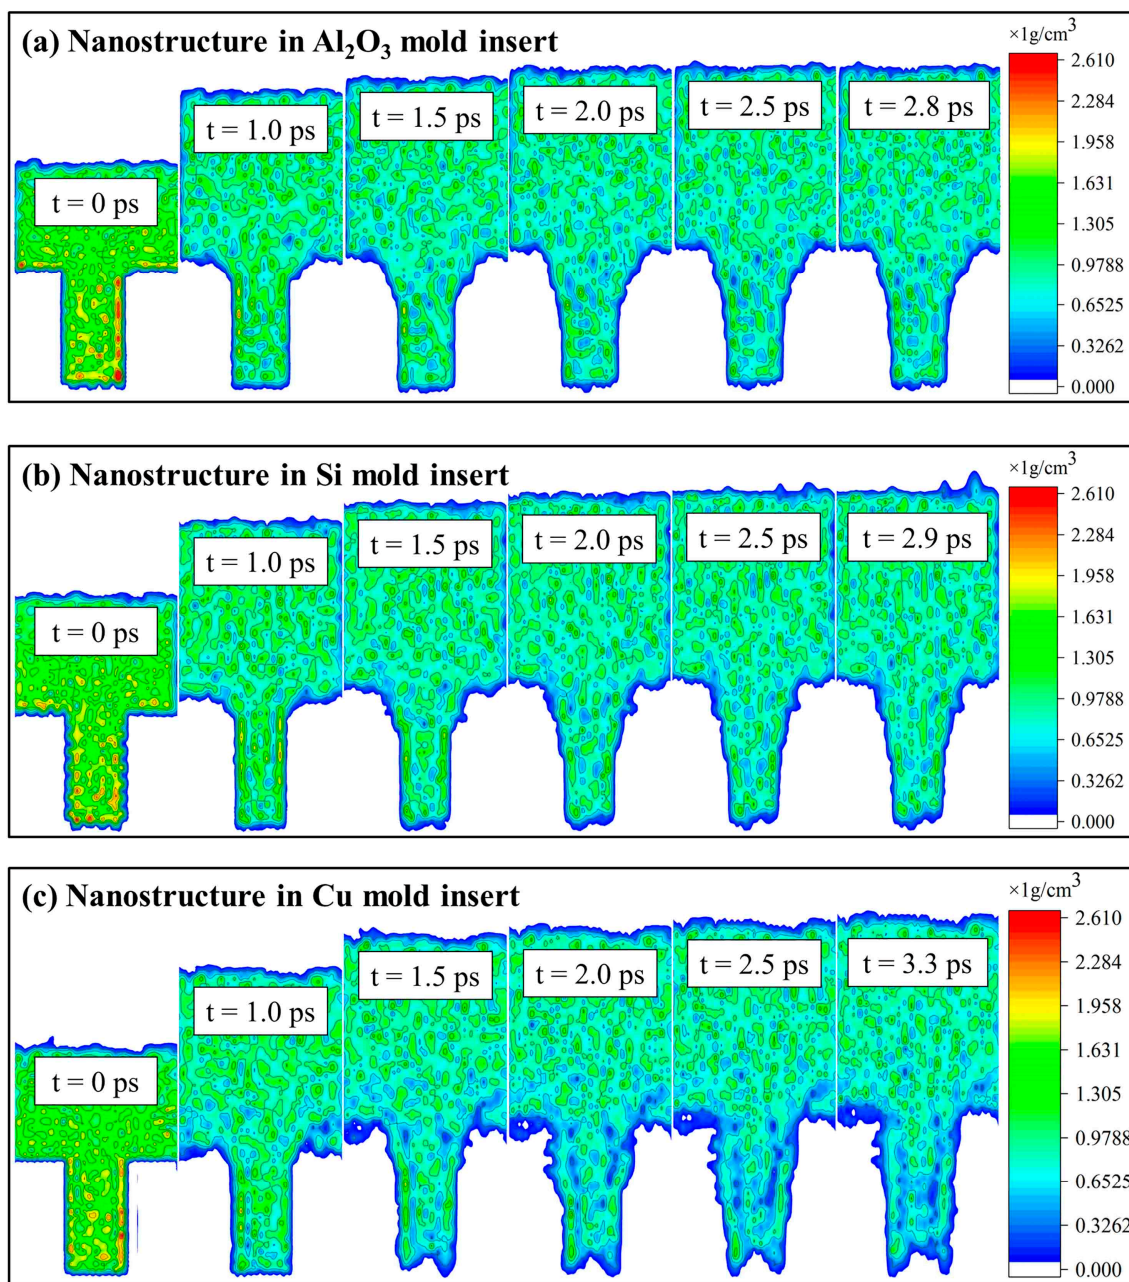 (a) Nanostructure in Al₂O₃ mold insert
×1g/cm³
t = 0 ps
t = 1.0 ps
t = 1.5 ps
t = 2.0 ps
t = 2.5 ps
t = 2.8 ps
2.610
2.284
1.958
1.631
1.305
0.9788
0.6525
0.3262
0.000
(b) Nanostructure in Si mold insert
×1g/cm³
t = 0 ps
t = 1.0 ps
t = 1.5 ps
t = 2.0 ps
t = 2.5 ps
t = 2.9 ps
2.610
2.284
1.958
1.631
1.305
0.9788
0.6525
0.3262
0.000
(c) Nanostructure in Cu mold insert
×1g/cm³
t = 0 ps
t = 1.0 ps
t = 1.5 ps
t = 2.0 ps
t = 2.5 ps
t = 3.3 ps
2.610
2.284
1.958
1.631
1.305
0.9788
0.6525
0.3262
0.000